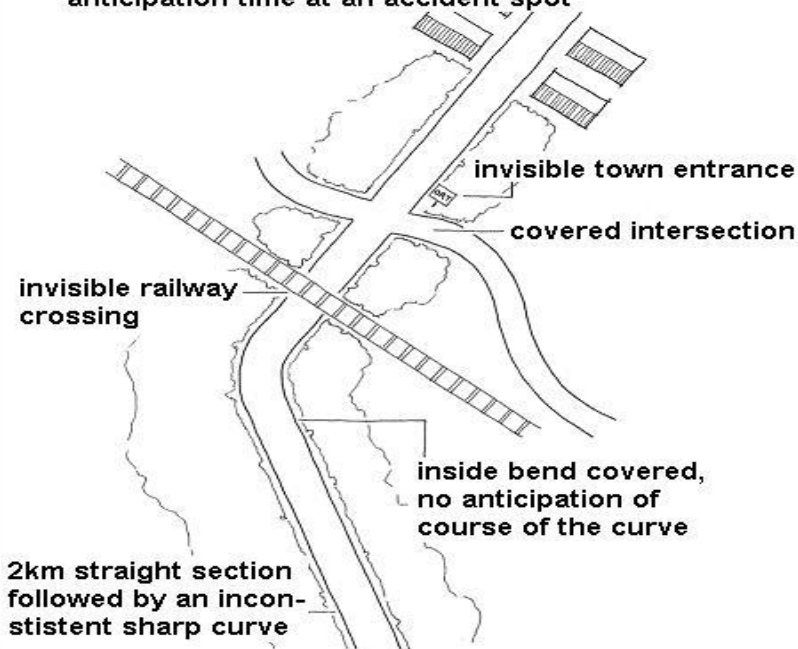 anticipation time at an accident spot
invisible town entrance
covered intersection
invisible railway
crossing
inside bend covered,
no anticipation of
course of the curve
2km straight section
followed by an incon-
stistent sharp curve